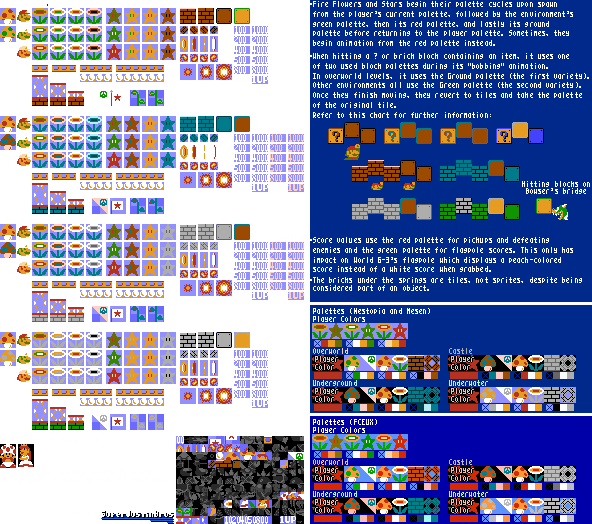 Fire Flowers and Stars begin their palette cycles upon spawn
from the player's current palette, followed by the environment's
green palette, then its red palette, and lastly its ground
palette before returning to the player palette. Sometimes, they
begin animation from the red palette instead.
•When hitting a ? or brick block containing an item, it uses one
of two used block palettes during its "bobbing" animation.
In overworld levels, it uses the Ground palette (the first variety).
Other environments all use the Green palette (the second variety).
Once they finish moving, they revert to tiles and take the palette
of the original tile.
Refer to this chart for further information:
Hitting blocks on
Bowser's bridge
•Score values use the red palette for pickups and defeating
enemies and the green palette for flagpole scores. This only has
impact on World 6-3's flagpole which displays a peach-colored
score instead of a white score when grabbed.
•The bricks under the springs are tiles, not sprites, despite being
considered part of an object.
Palettes (Nestopia and Mesen)
Player Colors
Overworld
Castle
Player
Color
Player
Color
Underground
Underwater
Player
Color
Player
Color
Palettes (FCEUX)
Player Colors
Overworld
Castle
Player
Color
Player
Color
Underground
Underwater
Player
Color
Player
Color
1UP
1UP
1UP
1UP
1UP